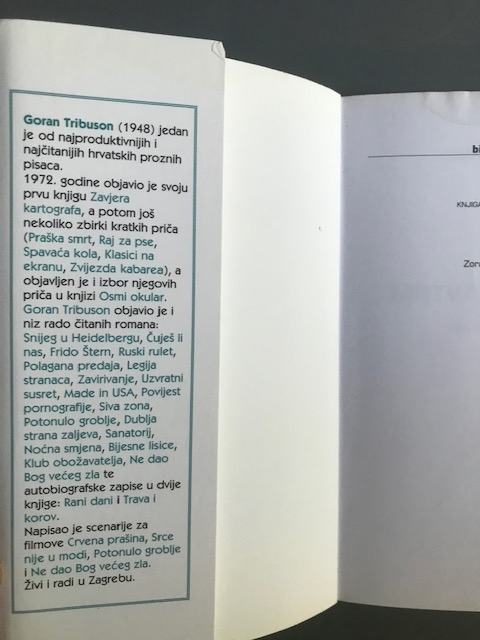 Goran Tribuson (1948) jedan
je od najproduktivnijih i
najčitanijih hrvatskih proznih
pisaca.
1972. godine objavio je svoju
prvu knjigu Zavjera
kartografa, a potom još
nekoliko zbirki kratkih priča
(Praška smrt, Raj za pse,
Spavaća kola, Klasici na
ekranu, Zvijezda kabarea), a
objavljen je i izbor njegovih
priča u knjizi Osmi okular.
Goran Tribuson objavio je i
niz rado čitanih romana:
Snijeg u Heidelbergu, Čuješ li
nas, Frido Štern, Ruski rulet,
Polagana predaja, Legija
stranaca, Zavirivanje, Uzvratni
susret, Made in USA, Povijest
pornografije, Siva zona,
Potonulo groblje, Dublja
strana zaljeva, Sanatorij,
Noćna smjena, Bijesne lisice,
Klub obožavatelja, Ne dao
Bog većeg zla te
autobiografske zapise u dvije
knjige: Rani dani i Trava i
korov.
Napisao je scenarije za
filmove Crvena prašina, Srce
nije u modi, Potonulo groblje
i Ne dao Bog većeg zla.
Živi i radi u Zagrebu.
bi
KNJIGA
Zor